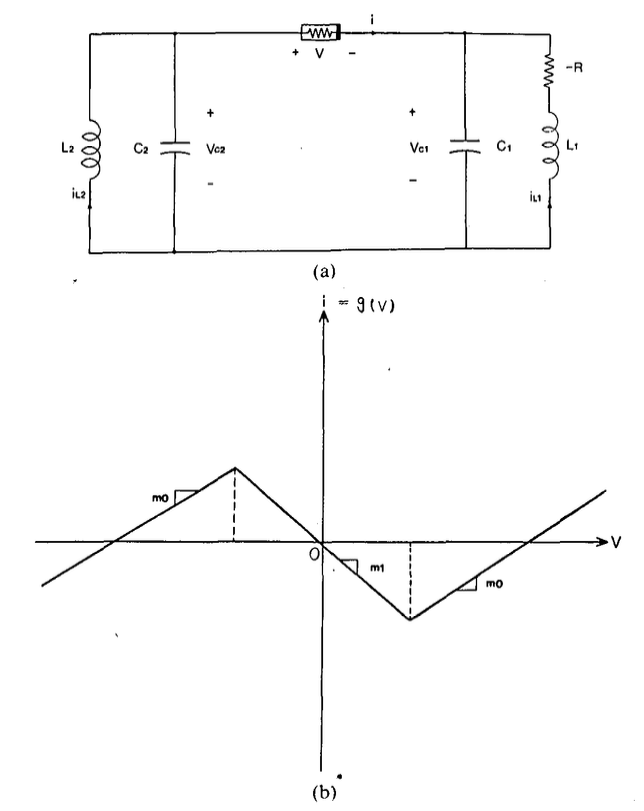 i
+ V −
−R
+ +
L2 C2 Vc2 Vc1 C1 L1
− −
iL2 iL1
(a)
i = g(v)
m0
O V
m1
m0
(b)